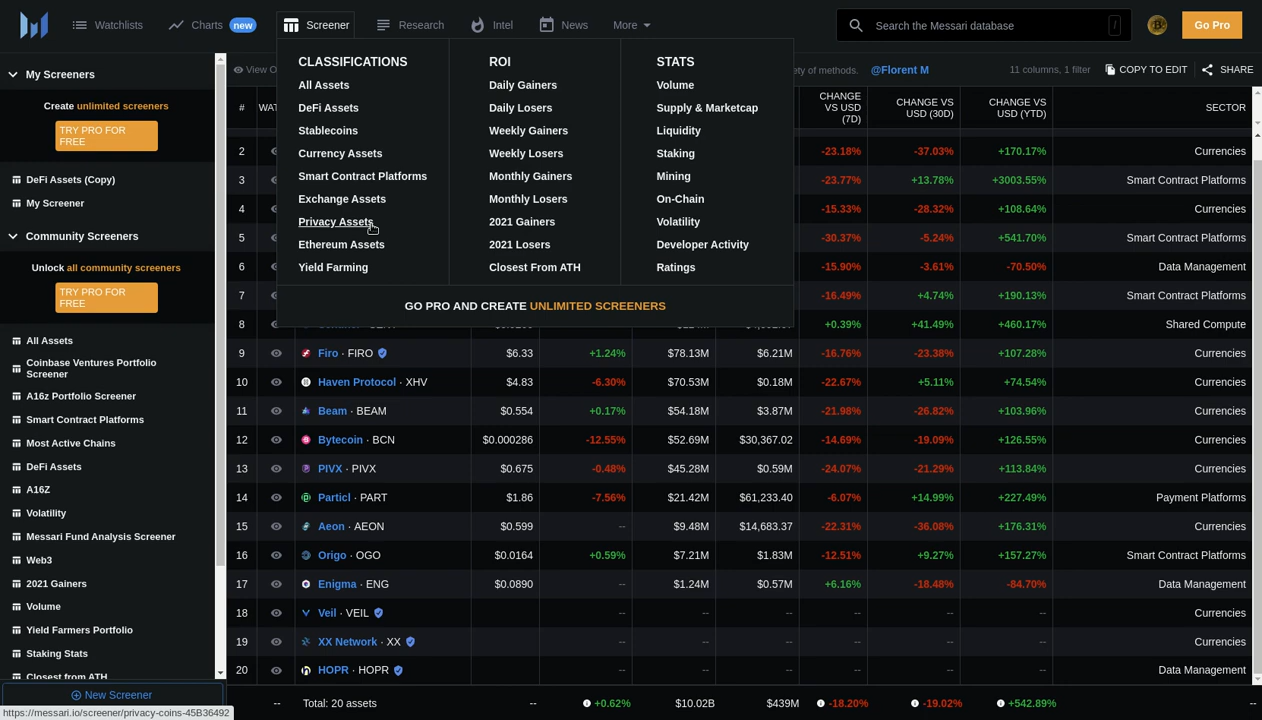 Watchlists
Charts new
Screener
Research
Intel
News
More
Search the Messari database /
Go Pro
My Screeners
Create unlimited screeners
TRY PRO FOR
FREE
DeFi Assets (Copy)
My Screener
Community Screeners
Unlock all community screeners
TRY PRO FOR
FREE
All Assets
Coinbase Ventures Portfolio
Screener
A16z Portfolio Screener
Smart Contract Platforms
Most Active Chains
DeFi Assets
A16Z
Volatility
Messari Fund Analysis Screener
Web3
2021 Gainers
Volume
Yield Farmers Portfolio
Staking Stats
Closest from ATH
New Screener
https://messari.io/screener/privacy-coins-45B36492
CLASSIFICATIONS
All Assets
DeFi Assets
Stablecoins
Currency Assets
Smart Contract Platforms
Exchange Assets
Privacy Assets
Ethereum Assets
Yield Farming
ROI
Daily Gainers
Daily Losers
Weekly Gainers
Weekly Losers
Monthly Gainers
Monthly Losers
2021 Gainers
2021 Losers
Closest From ATH
STATS
Volume
Supply & Marketcap
Liquidity
Staking
Mining
On-Chain
Volatility
Developer Activity
Ratings
GO PRO AND CREATE UNLIMITED SCREENERS
View O
ety of methods. @Florent M
11 columns, 1 filter
COPY TO EDIT
SHARE
# WAT
CHANGE
VS USD
(7D)
CHANGE VS
USD (30D)
CHANGE VS
USD (YTD)
SECTOR
2 -23.18% -37.03% +170.17% Currencies
3 -23.77% +13.78% +3003.55% Smart Contract Platforms
4 -15.33% -28.32% +108.64% Currencies
5 -30.37% -5.24% +541.70% Smart Contract Platforms
6 -15.90% -3.61% -70.50% Data Management
7 -16.49% +4.74% +190.13% Smart Contract Platforms
8 +0.39% +41.49% +460.17% Shared Compute
9 Firo · FIRO $6.33 +1.24% $78.13M $6.21M -16.76% -23.38% +107.28% Currencies
10 Haven Protocol · XHV $4.83 -6.30% $70.53M $0.18M -22.67% +5.11% +74.54% Currencies
11 Beam · BEAM $0.554 +0.17% $54.18M $3.87M -21.98% -26.82% +103.96% Currencies
12 Bytecoin · BCN $0.000286 -12.55% $52.69M $30,367.02 -14.69% -19.09% +126.55% Currencies
13 PIVX · PIVX $0.675 -0.48% $45.28M $0.59M -24.07% -21.29% +113.84% Currencies
14 Particl · PART $1.86 -7.56% $21.42M $61,233.40 -6.07% +14.99% +227.49% Payment Platforms
15 Aeon · AEON $0.599 -- $9.48M $14,683.37 -22.31% -36.08% +176.31% Currencies
16 Origo · OGO $0.0164 +0.59% $7.21M $1.83M -12.51% +9.27% +157.27% Smart Contract Platforms
17 Enigma · ENG $0.0890 -- $1.24M $0.57M +6.16% -18.48% -84.70% Data Management
18 Veil · VEIL -- -- -- -- -- -- Currencies
19 XX Network · XX -- -- -- -- -- -- Currencies
20 HOPR · HOPR -- -- -- -- -- -- Data Management
-- Total: 20 assets -- +0.62% $10.02B $439M -18.20% -19.02% +542.89% --